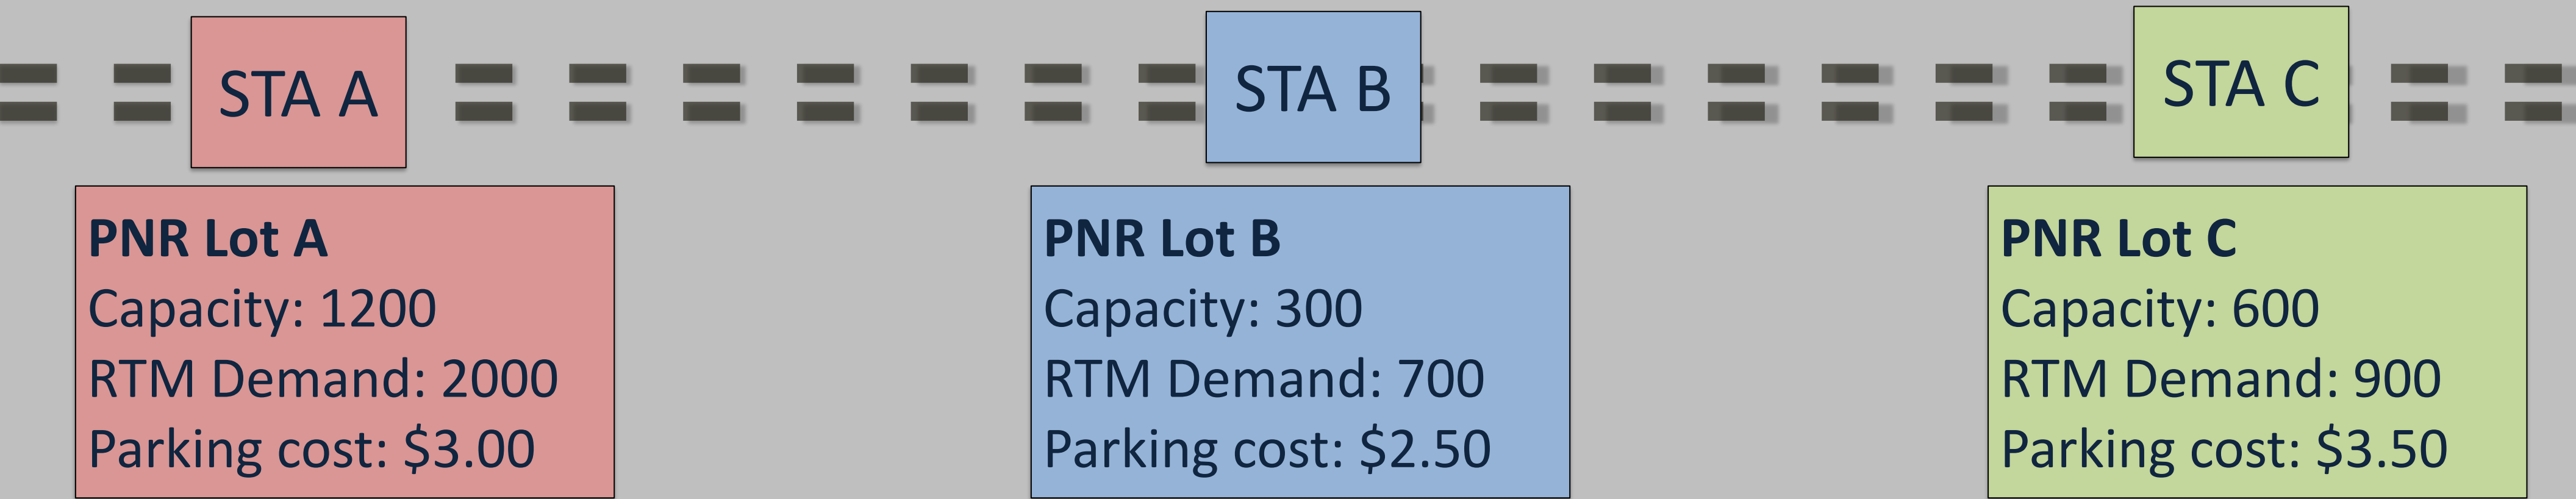 STA A
STA B
STA C
PNR Lot A
Capacity: 1200
RTM Demand: 2000
Parking cost: $3.00
PNR Lot B
Capacity: 300
RTM Demand: 700
Parking cost: $2.50
PNR Lot C
Capacity: 600
RTM Demand: 900
Parking cost: $3.50